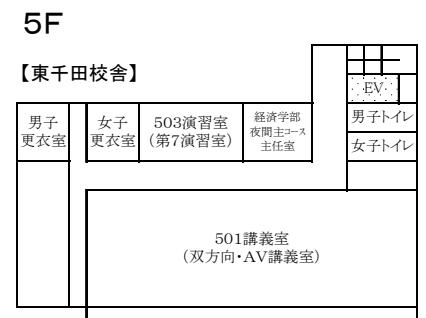 5F
【東千田校舎】
EV
男子
更衣室
女子
更衣室
503演習室
(第7演習室)
経済学部
夜間主コース
主任室
男子トイレ
女子トイレ
501講義室
(双方向・AV講義室)